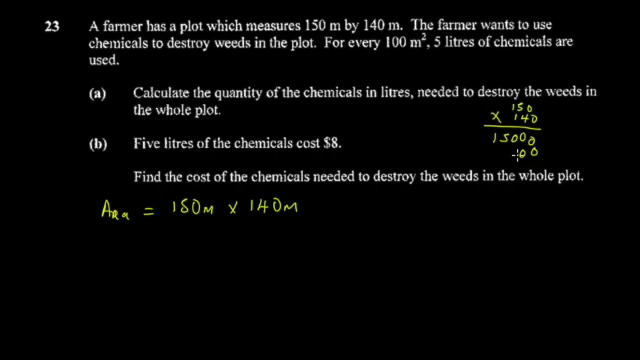 23 A farmer has a plot which measures 150 m by 140 m. The farmer wants to use
chemicals to destroy weeds in the plot. For every 100 m², 5 litres of chemicals are
used.
(a) Calculate the quantity of the chemicals in litres, needed to destroy the weeds in
the whole plot.
150
× 140
15000
00
(b) Five litres of the chemicals cost $8.
Find the cost of the chemicals needed to destroy the weeds in the whole plot.
Area = 150m × 140m